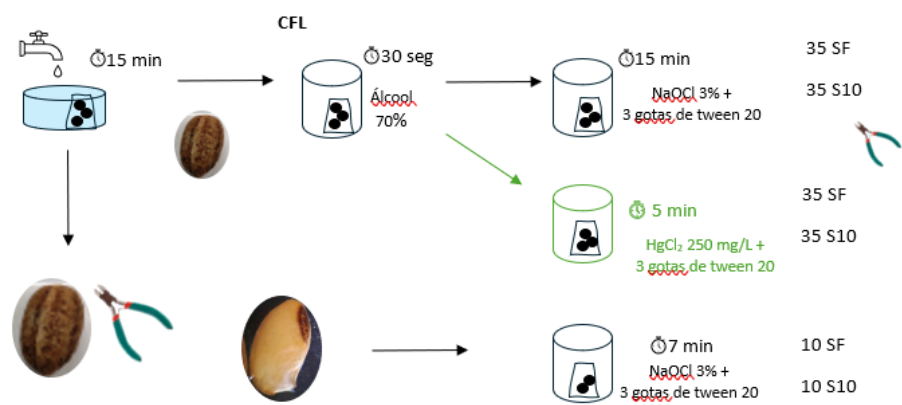 CFL
15 min
30 seg
Álcool
70%
15 min
NaOCl 3% +
3 gotas de tween 20
35 SF
35 S10
5 min
HgCl₂ 250 mg/L +
3 gotas de tween 20
35 SF
35 S10
7 min
NaOCl 3% +
3 gotas de tween 20
10 SF
10 S10